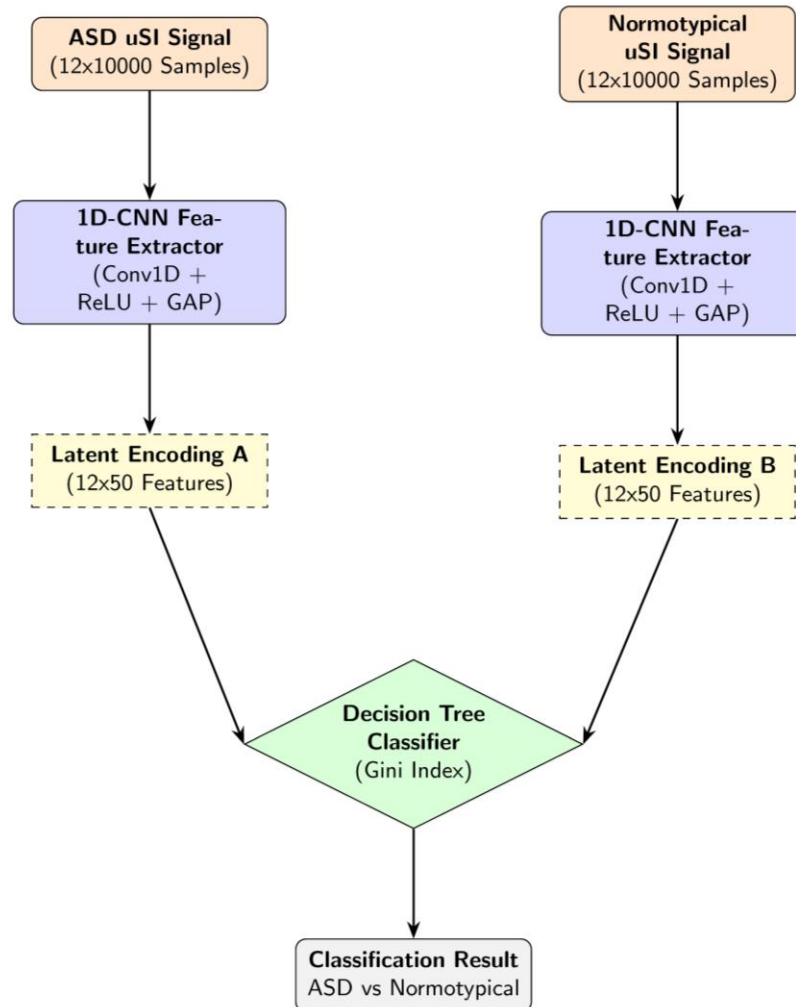 ASD uSI Signal
(12x10000 Samples)
Normotypical
uSI Signal
(12x10000 Samples)
1D-CNN Fea-
ture Extractor
(Conv1D +
ReLU + GAP)
1D-CNN Fea-
ture Extractor
(Conv1D +
ReLU + GAP)
Latent Encoding A
(12x50 Features)
Latent Encoding B
(12x50 Features)
Decision Tree
Classifier
(Gini Index)
Classification Result
ASD vs Normotypical